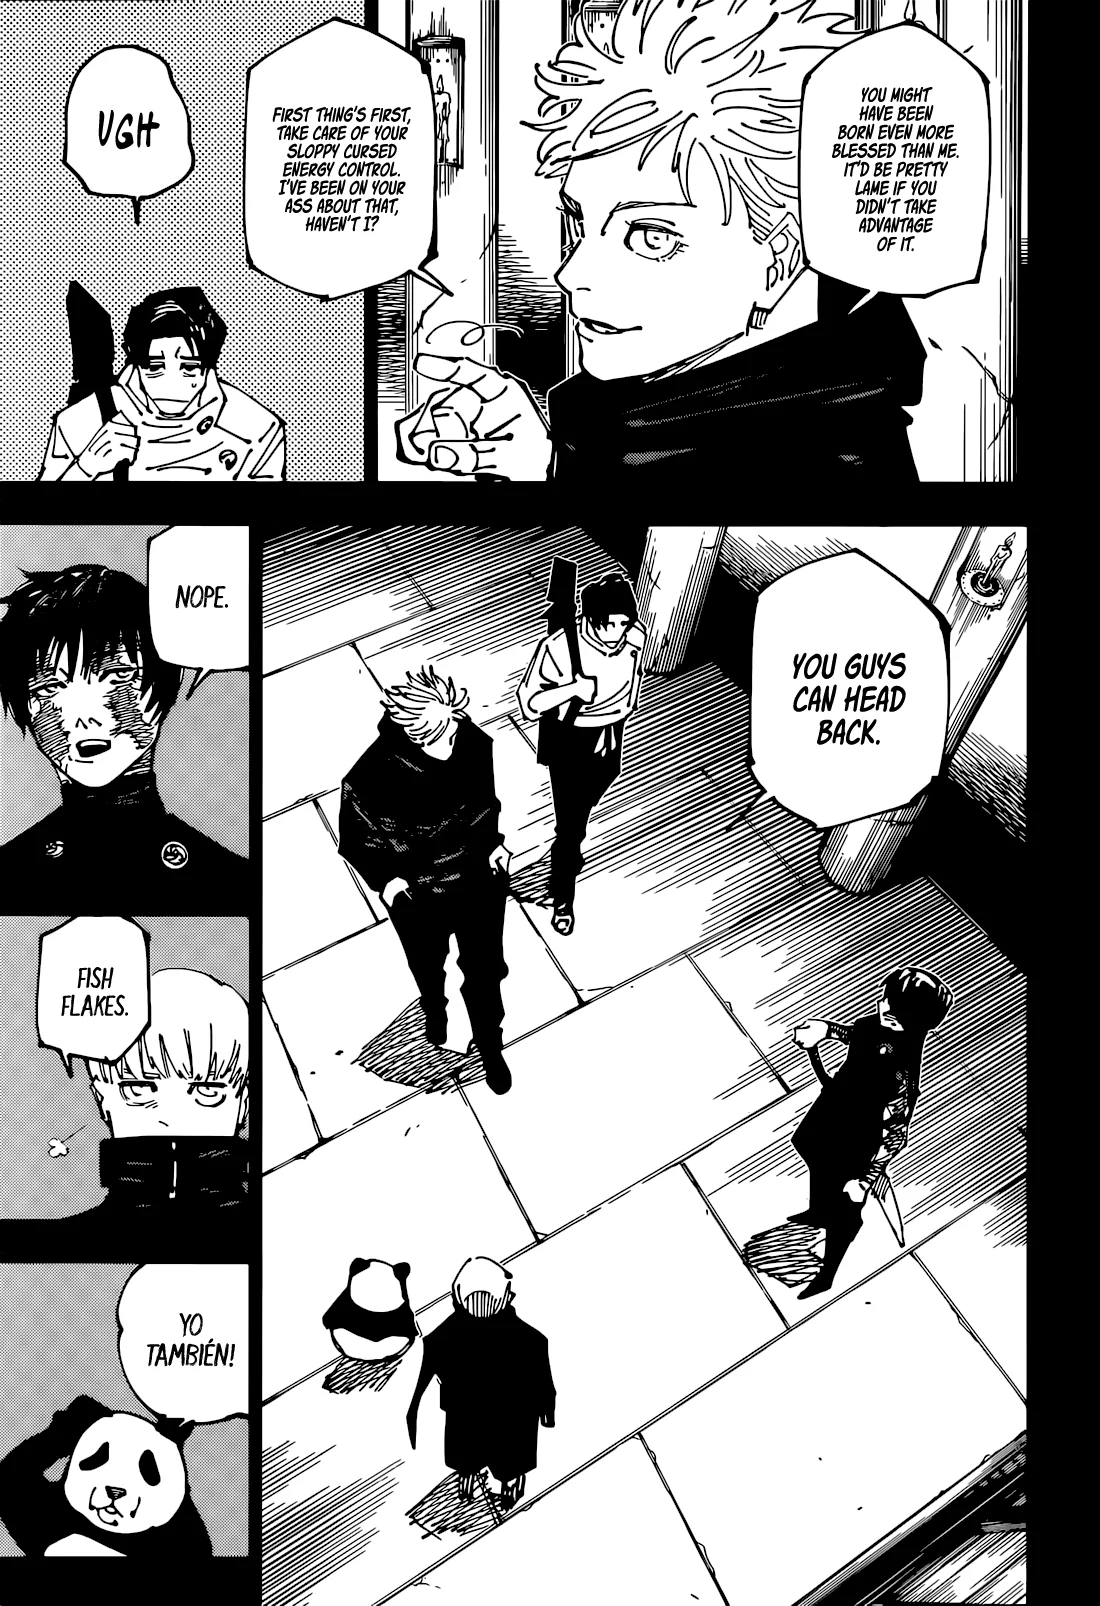 YOU MIGHT
HAVE BEEN
BORN EVEN MORE
BLESSED THAN ME.
IT'D BE PRETTY
LAME IF YOU
DIDN'T TAKE
ADVANTAGE
OF IT.
FIRST THING'S FIRST,
TAKE CARE OF YOUR
SLOPPY CURSED
ENERGY CONTROL.
I'VE BEEN ON YOUR
ASS ABOUT THAT,
HAVEN'T I?
UGH
YOU GUYS
CAN HEAD
BACK.
NOPE.
FISH
FLAKES.
YO
TAMBIÉN!